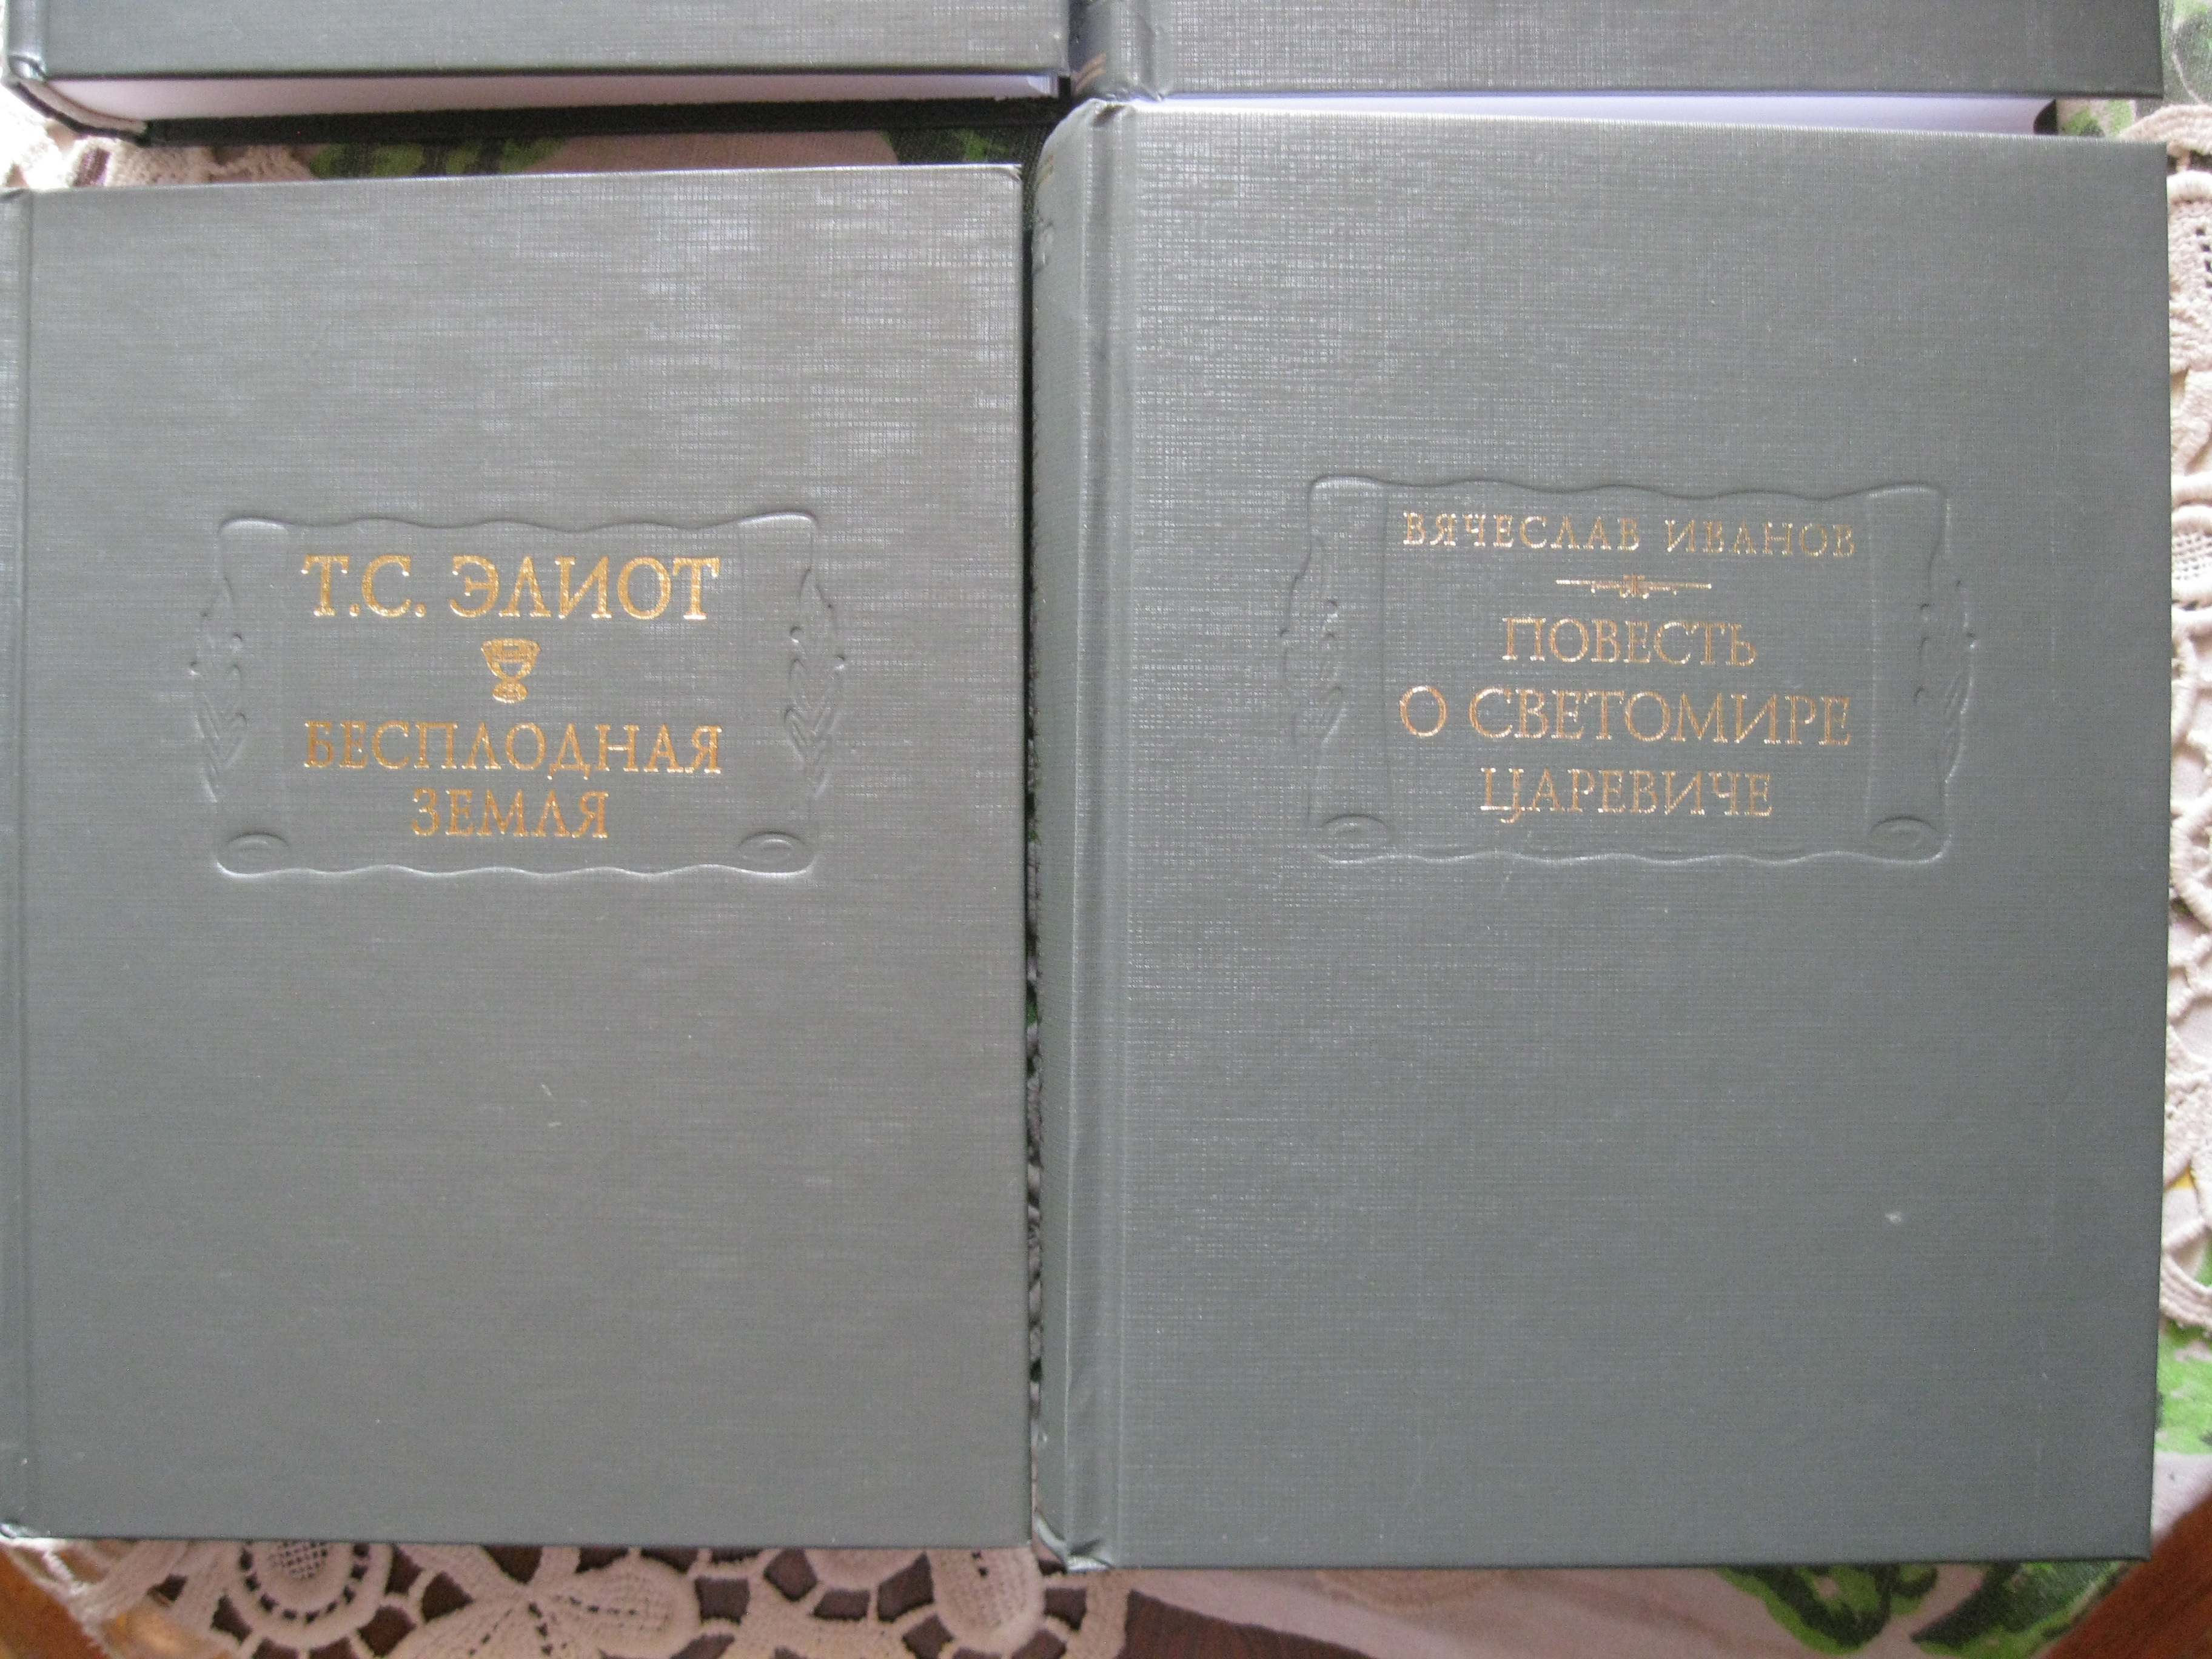 Т.С. ЭЛИОТ
БЕСПЛОДНАЯ
ЗЕМЛЯ
ВЯЧЕСЛАВ ИВАНОВ
ПОВЕСТЬ
О СВЕТОМИРЕ
ЦАРЕВИЧЕ